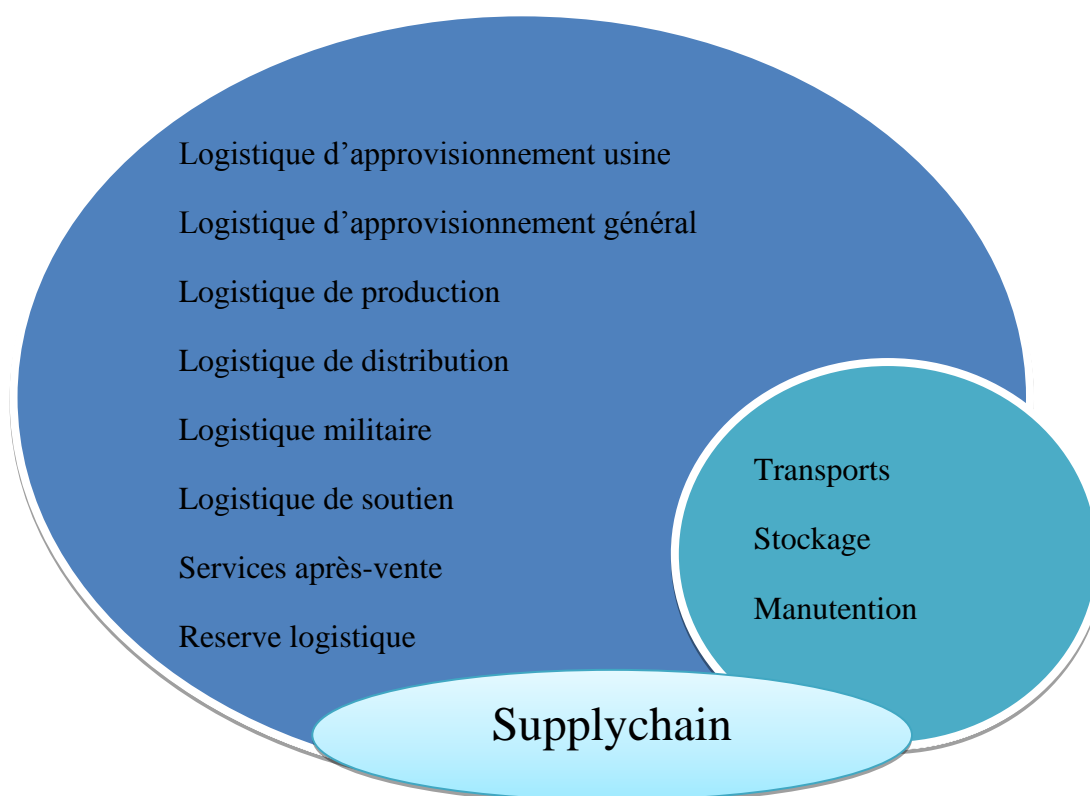 Logistique d’approvisionnement usine
Logistique d’approvisionnement général
Logistique de production
Logistique de distribution
Logistique militaire
Logistique de soutien
Services après-vente
Reserve logistique
Transports
Stockage
Manutention
Supplychain